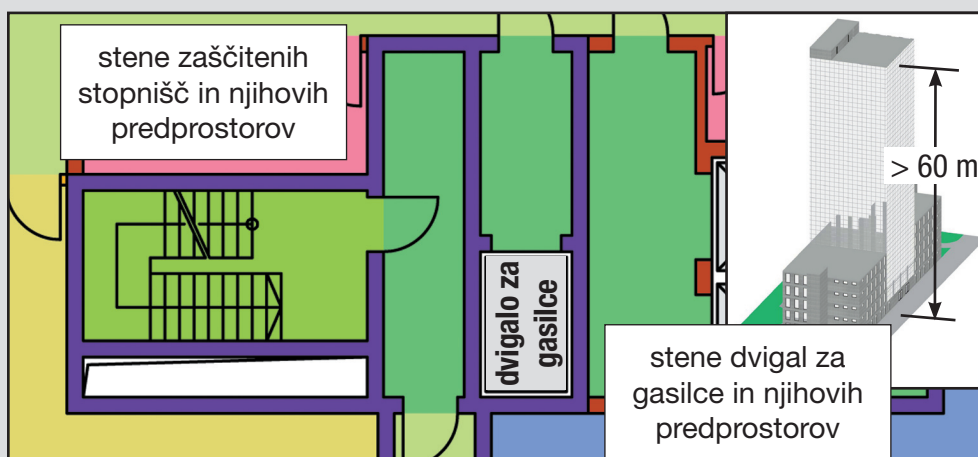 stene zaščitenih
stopnišč in njihovih
predprostorov
dvigalo za
gasilce
> 60 m
stene dvigal za
gasilce in njihovih
predprostorov